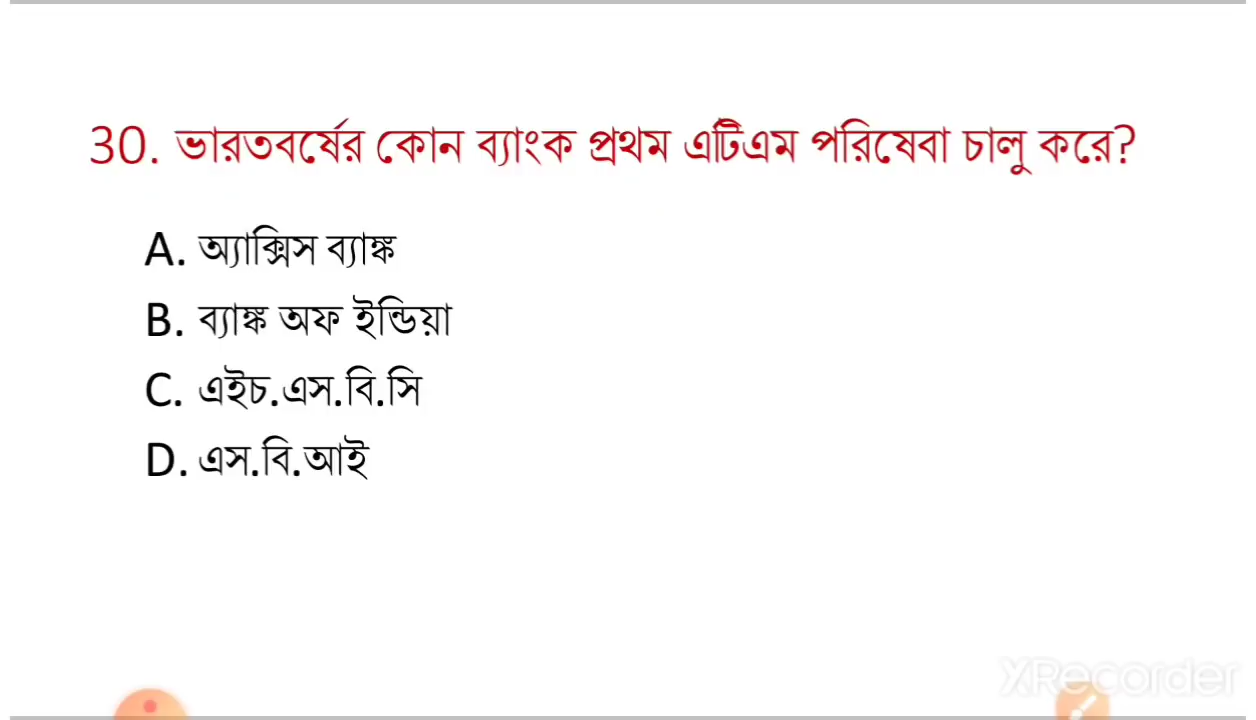 30. ভারতবর্ষের কোন ব্যাংক প্রথম এটিএম পরিষেবা চালু করে?
A. অ্যাক্সিস ব্যাঙ্ক
B. ব্যাঙ্ক অফ ইন্ডিয়া
C. এইচ.এস.বি.সি
D. এস.বি.আই
XRecorder